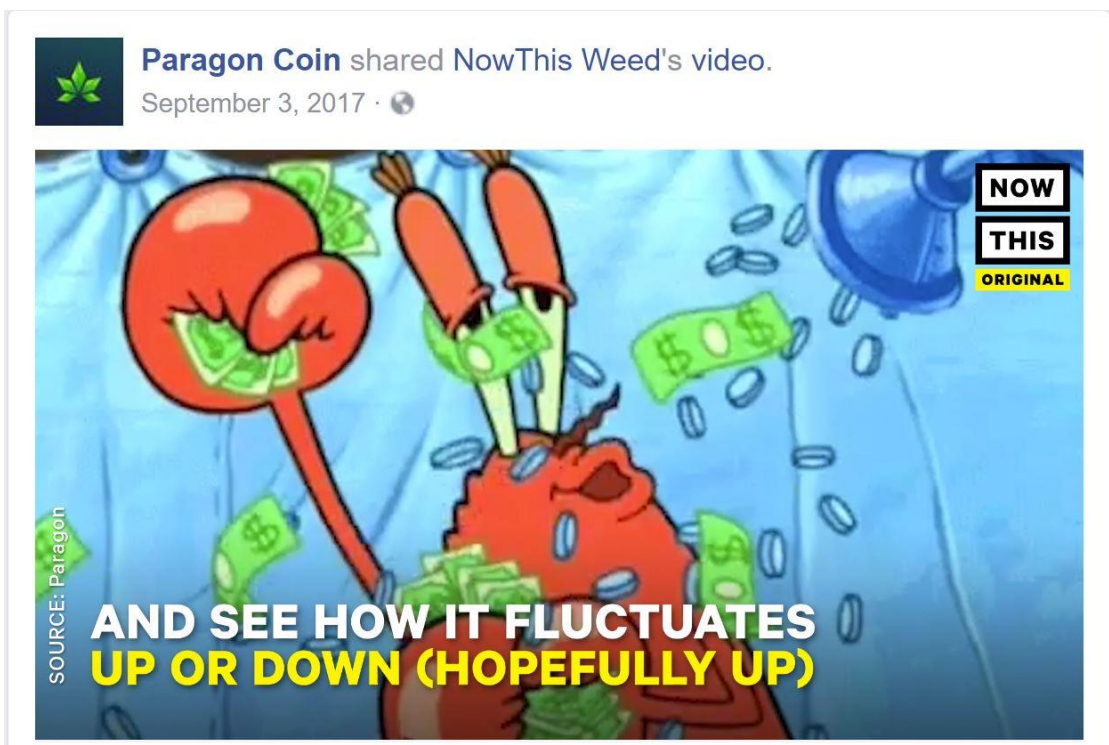 Paragon Coin shared NowThis Weed's video.
September 3, 2017 ·
NOW
THIS
ORIGINAL
SOURCE: Paragon
AND SEE HOW IT FLUCTUATES
UP OR DOWN (HOPEFULLY UP)